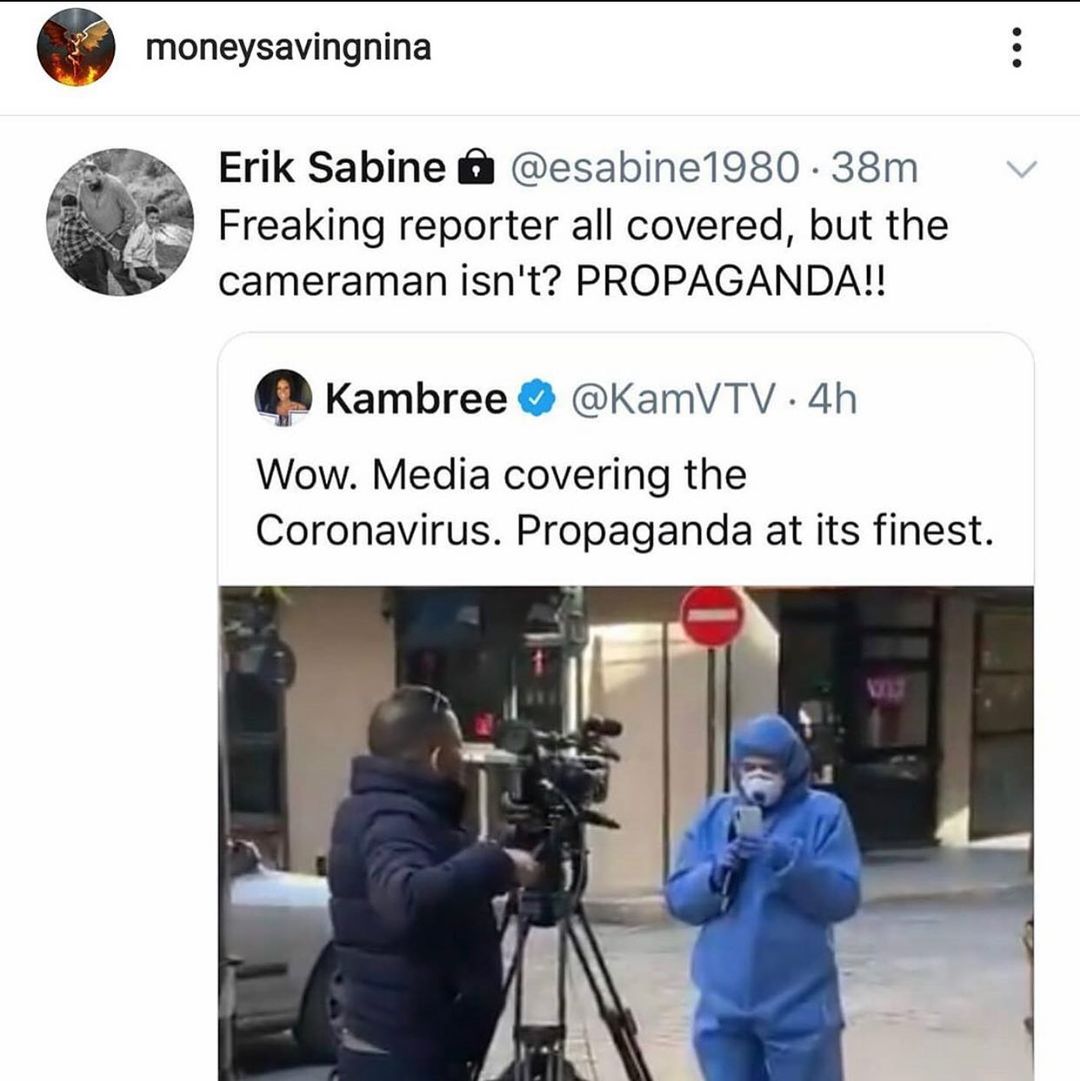 moneysavingnina
Erik Sabine @esabine1980 · 38m
Freaking reporter all covered, but the
cameraman isn't? PROPAGANDA!!
Kambree @KamVTV · 4h
Wow. Media covering the
Coronavirus. Propaganda at its finest.